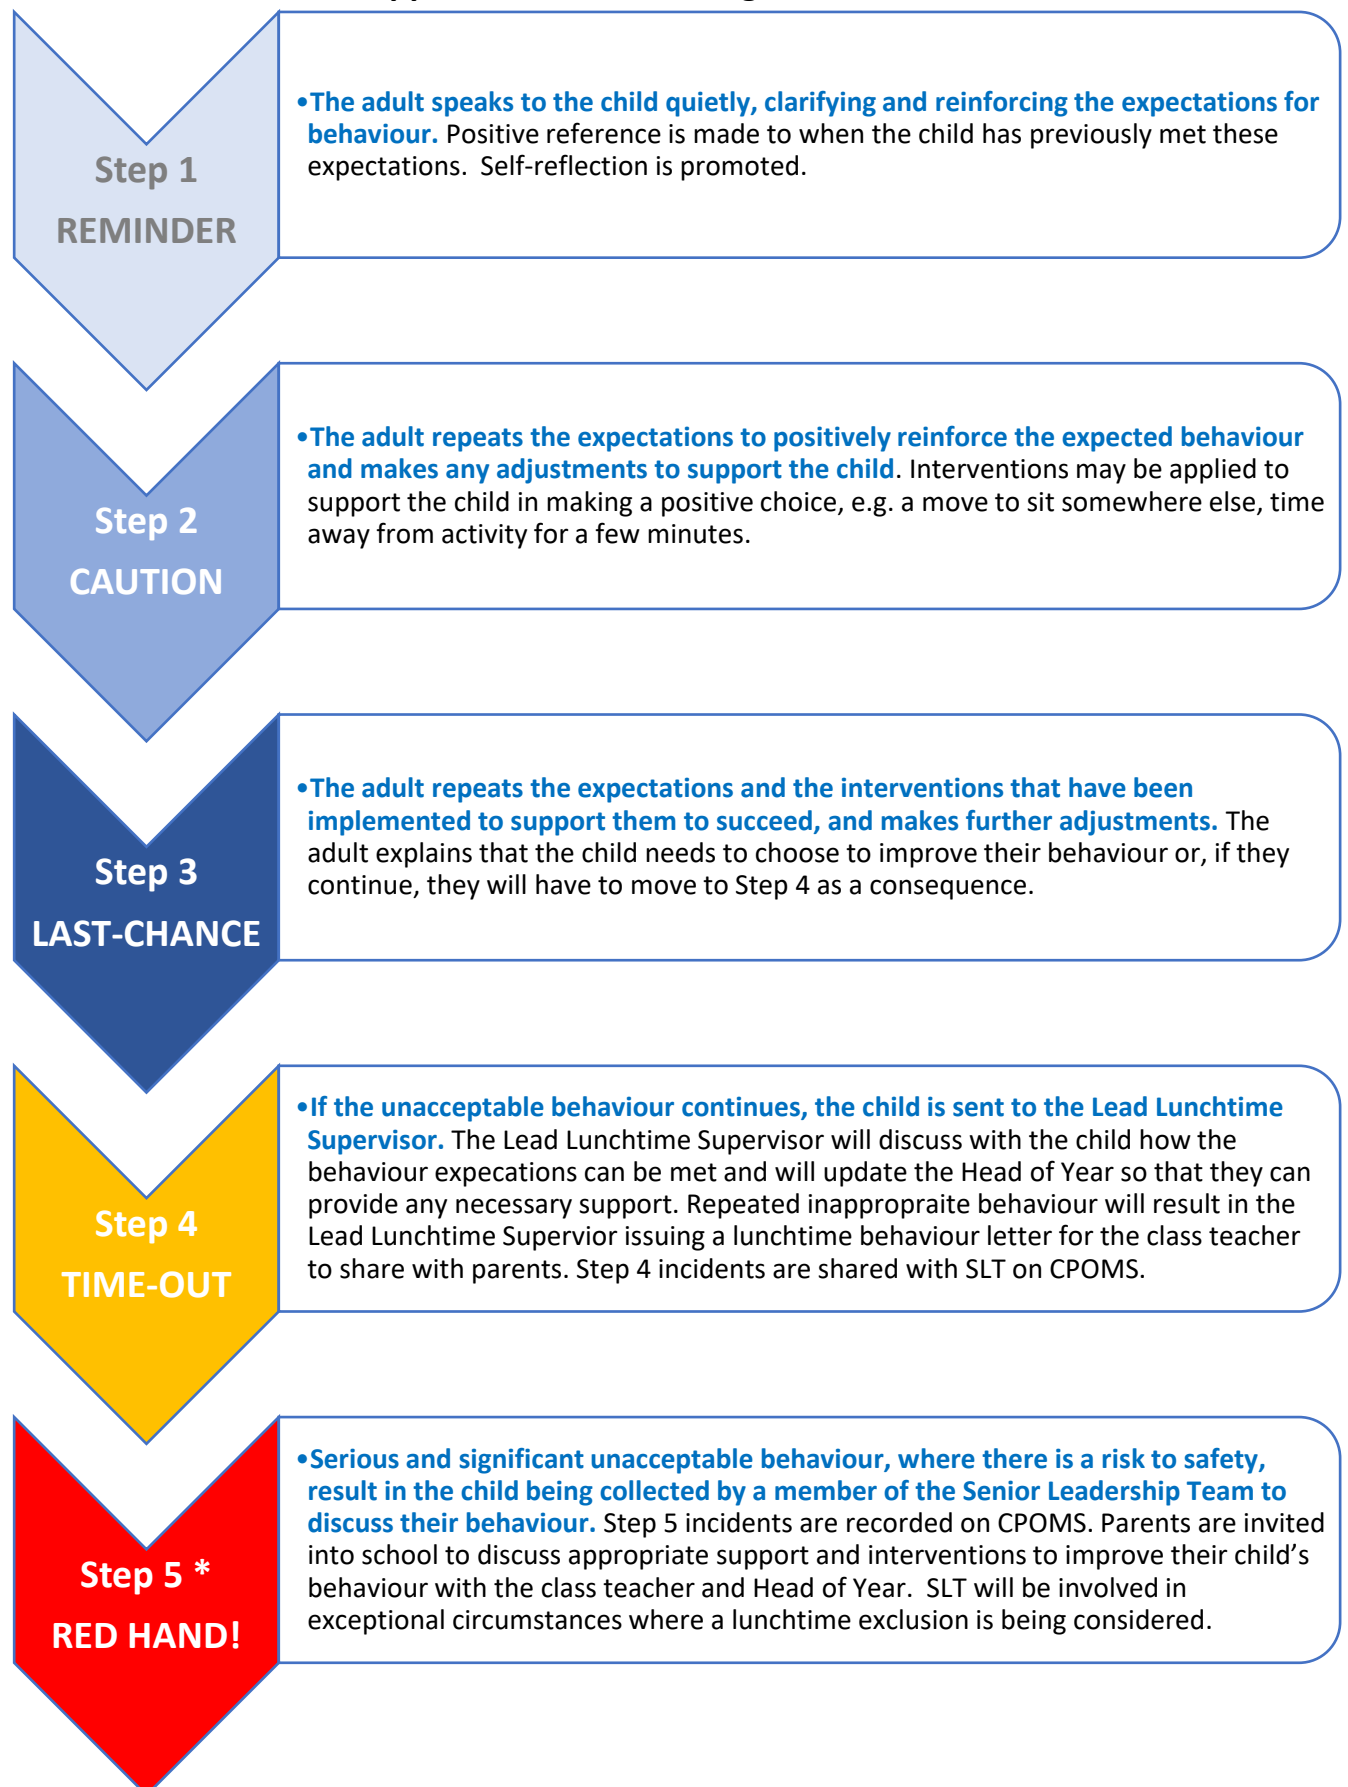 Step 1
REMINDER
•The adult speaks to the child quietly, clarifying and reinforcing the expectations for
behaviour. Positive reference is made to when the child has previously met these
expectations.  Self-reflection is promoted.
Step 2
CAUTION
•The adult repeats the expectations to positively reinforce the expected behaviour
and makes any adjustments to support the child. Interventions may be applied to
support the child in making a positive choice, e.g. a move to sit somewhere else, time
away from activity for a few minutes.
Step 3
LAST-CHANCE
•The adult repeats the expectations and the interventions that have been
implemented to support them to succeed, and makes further adjustments. The
adult explains that the child needs to choose to improve their behaviour or, if they
continue, they will have to move to Step 4 as a consequence.
Step 4
TIME-OUT
•If the unacceptable behaviour continues, the child is sent to the Lead Lunchtime
Supervisor. The Lead Lunchtime Supervisor will discuss with the child how the
behaviour expecations can be met and will update the Head of Year so that they can
provide any necessary support. Repeated inappropraite behaviour will result in the
Lead Lunchtime Supervior issuing a lunchtime behaviour letter for the class teacher
to share with parents. Step 4 incidents are shared with SLT on CPOMS.
Step 5 *
RED HAND!
•Serious and significant unacceptable behaviour, where there is a risk to safety,
result in the child being collected by a member of the Senior Leadership Team to
discuss their behaviour. Step 5 incidents are recorded on CPOMS. Parents are invited
into school to discuss appropriate support and interventions to improve their child’s
behaviour with the class teacher and Head of Year.  SLT will be involved in
exceptional circumstances where a lunchtime exclusion is being considered.